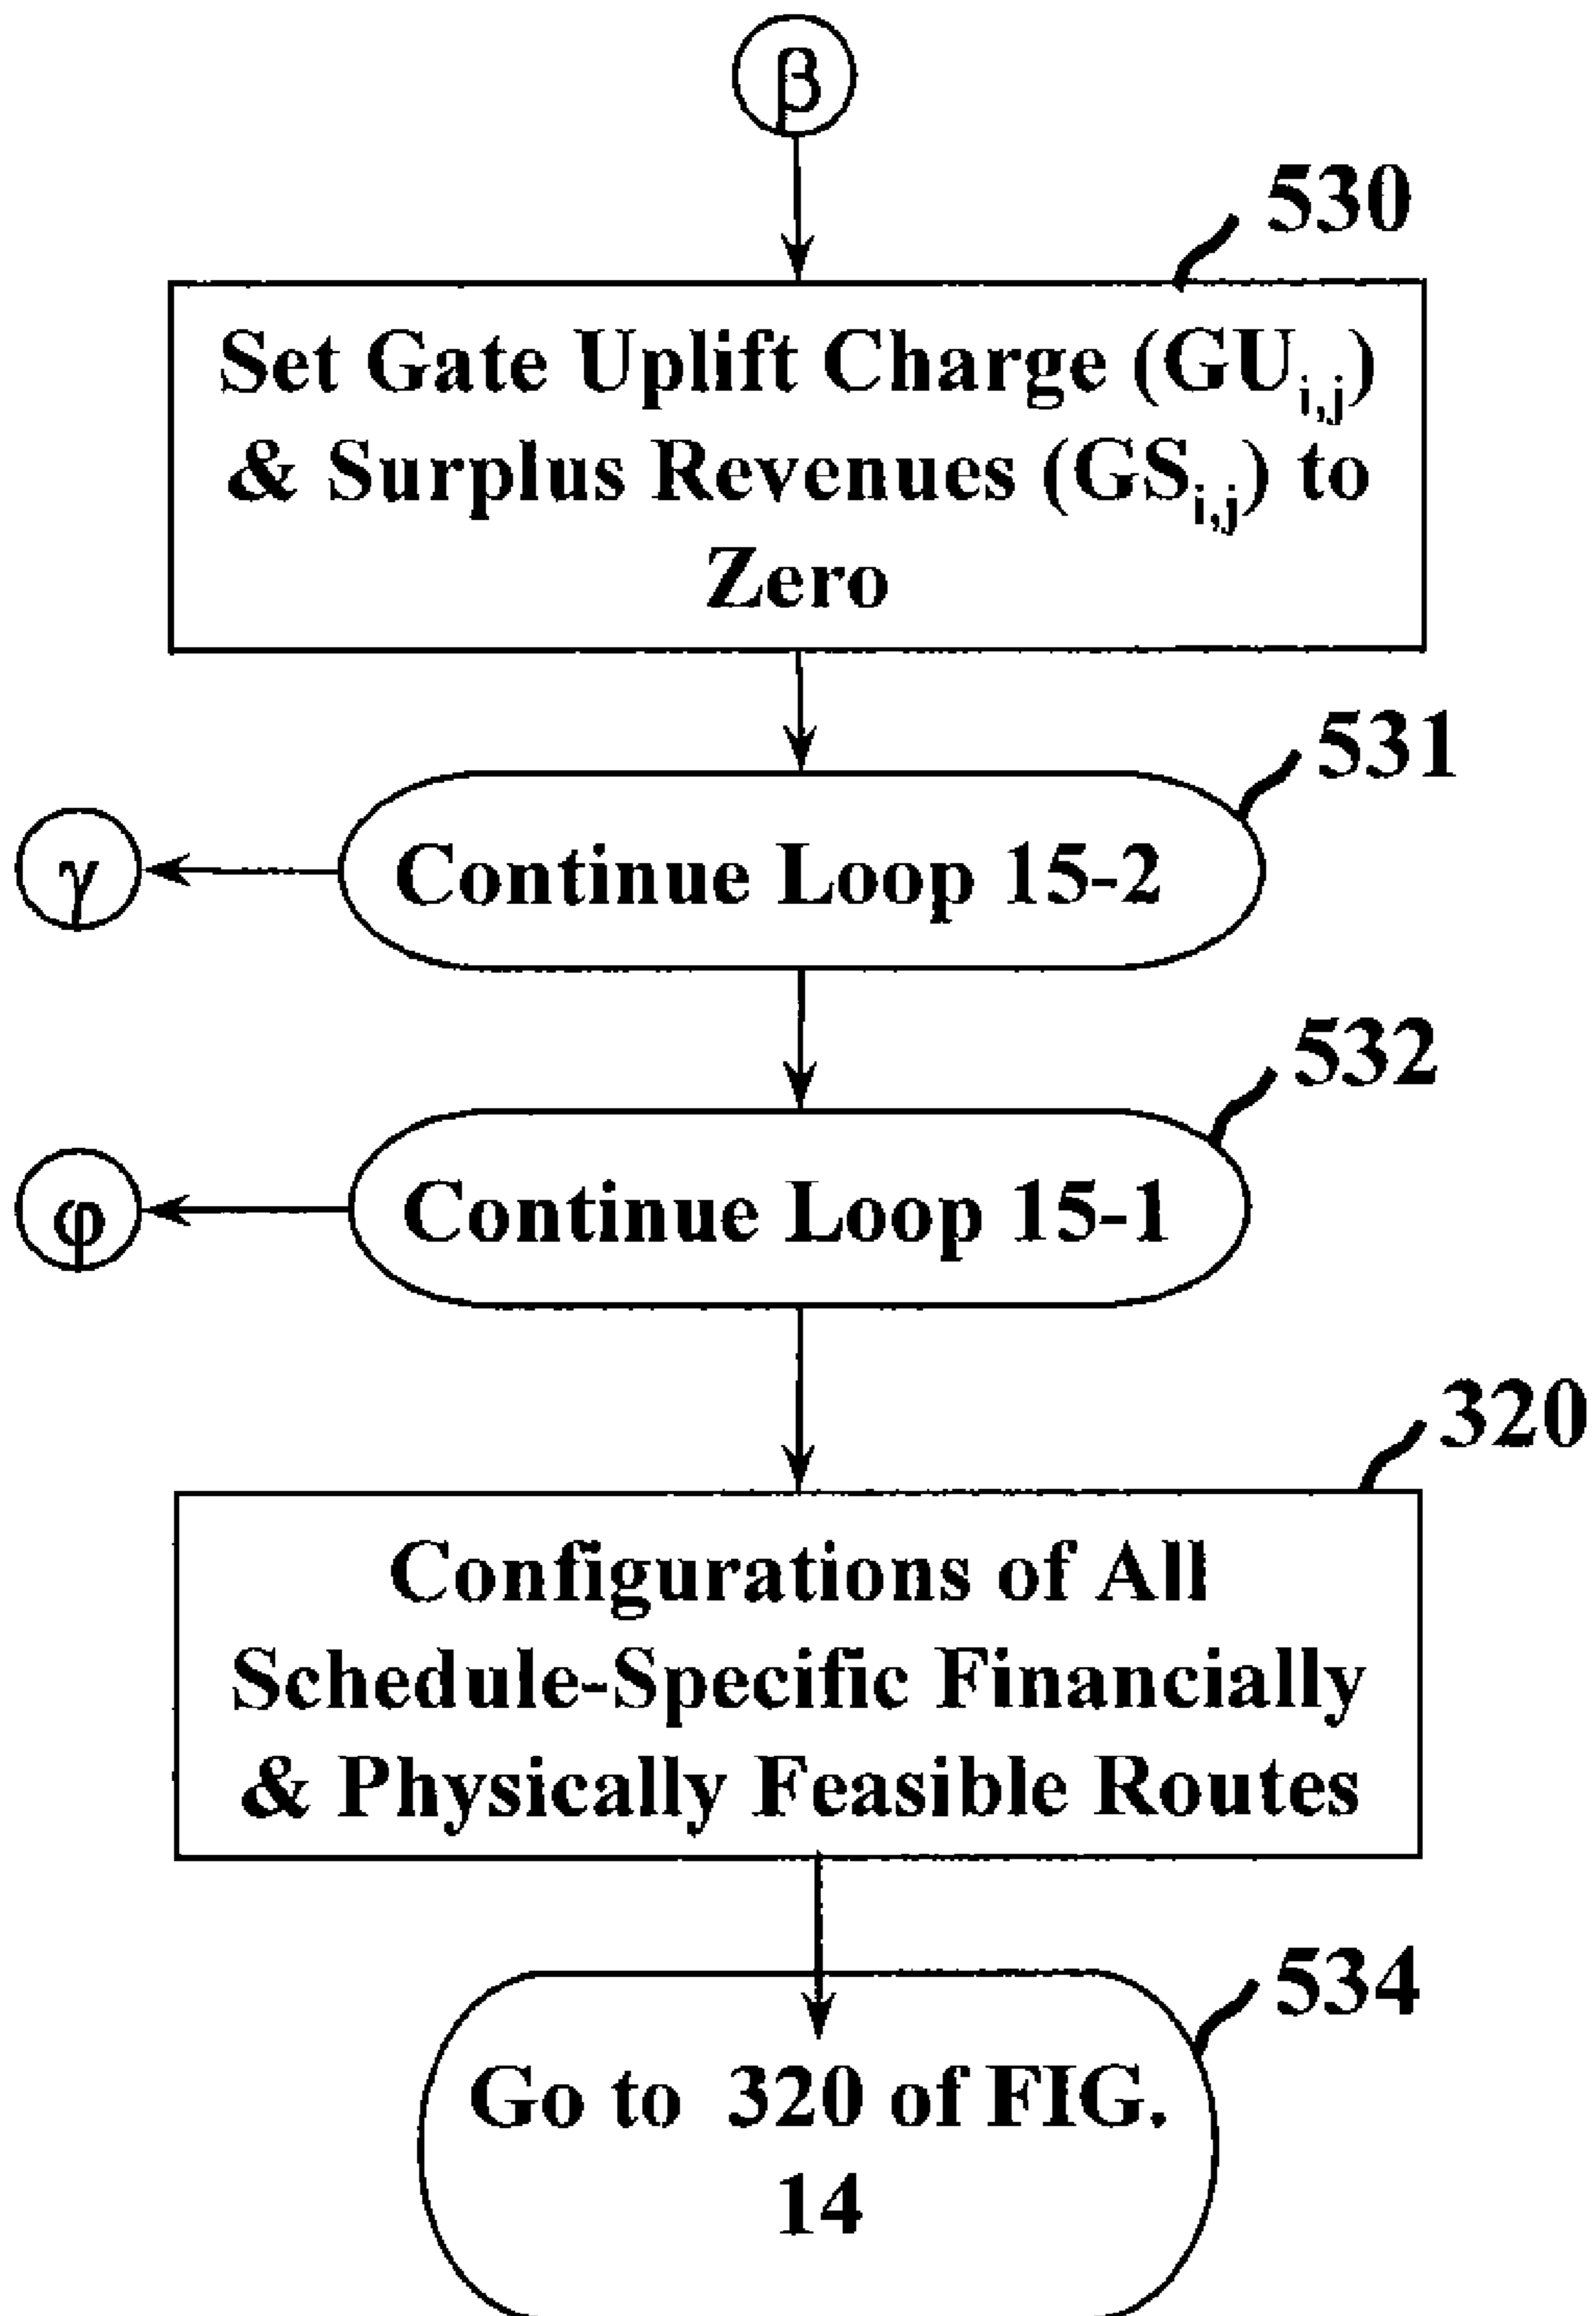 β
530
Set Gate Uplift Charge (GUi,j)
& Surplus Revenues (GSi,j) to
Zero
531
γ
Continue Loop 15-2
532
φ
Continue Loop 15-1
320
Configurations of All
Schedule-Specific Financially
& Physically Feasible Routes
534
Go to 320 of FIG.
14